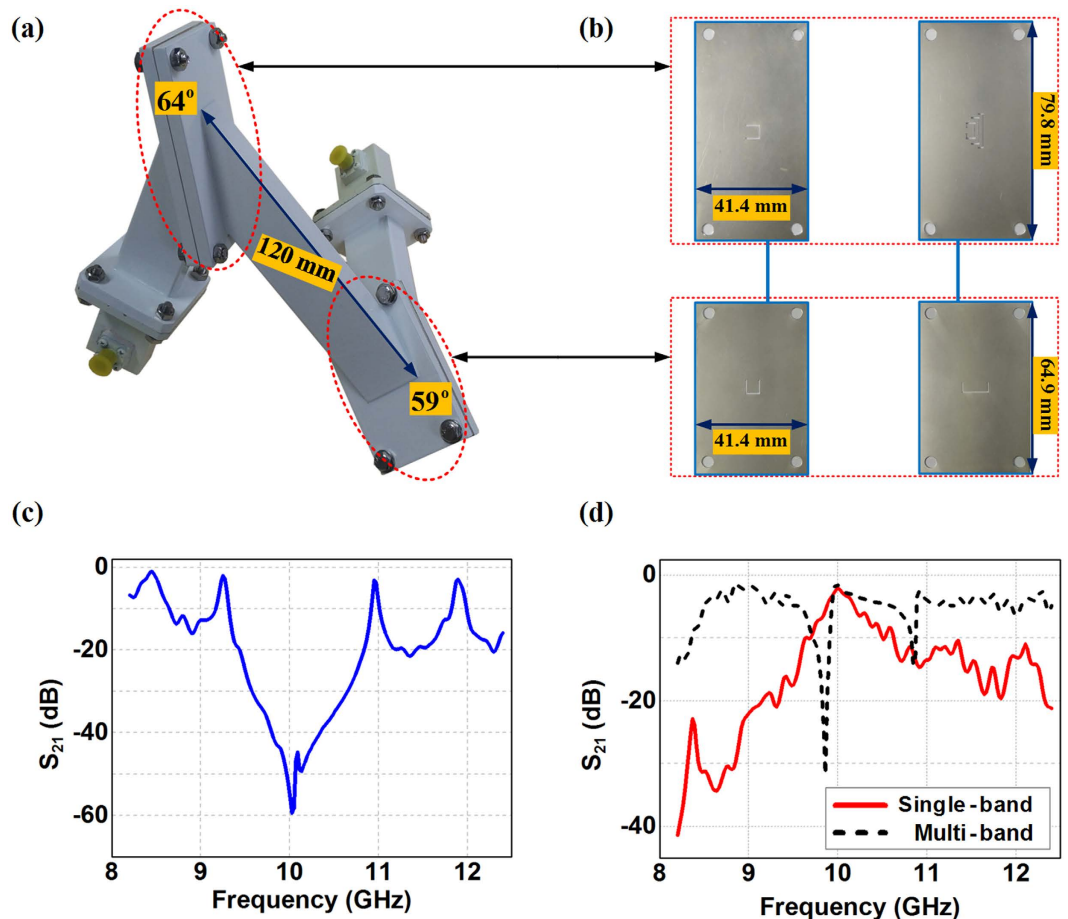 (a)
64°
120 mm
59°
(b)
41.4 mm
79.8 mm
41.4 mm
64.9 mm
(c)
0
-20
-40
-60
S21 (dB)
8 9 10 11 12
Frequency (GHz)
(d)
0
-20
-40
S21 (dB)
Single-band
Multi-band
8 9 10 11 12
Frequency (GHz)